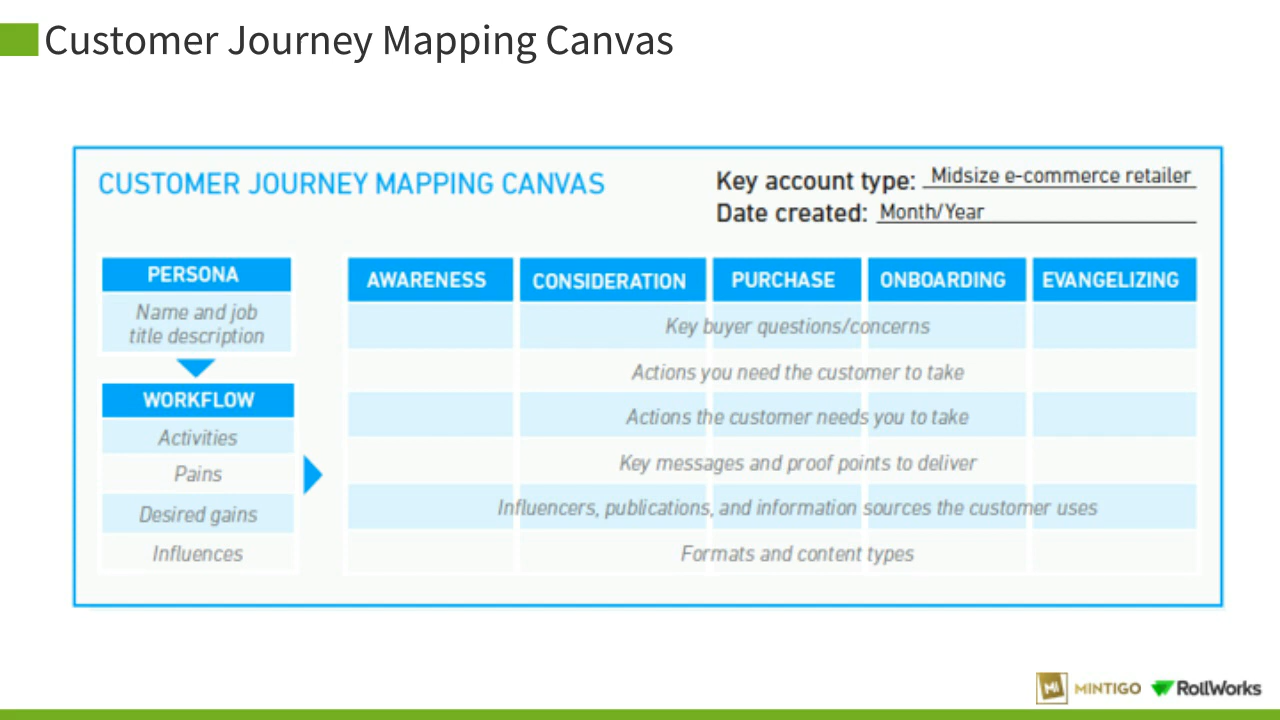 Customer Journey Mapping Canvas
CUSTOMER JOURNEY MAPPING CANVAS
Key account type: Midsize e-commerce retailer
Date created: Month/Year
PERSONA
Name and job
title description
WORKFLOW
Activities
Pains
Desired gains
Influences
AWARENESS CONSIDERATION PURCHASE ONBOARDING EVANGELIZING
Key buyer questions/concerns
Actions you need the customer to take
Actions the customer needs you to take
Key messages and proof points to deliver
Influencers, publications, and information sources the customer uses
Formats and content types
MI MINTIGO RollWorks